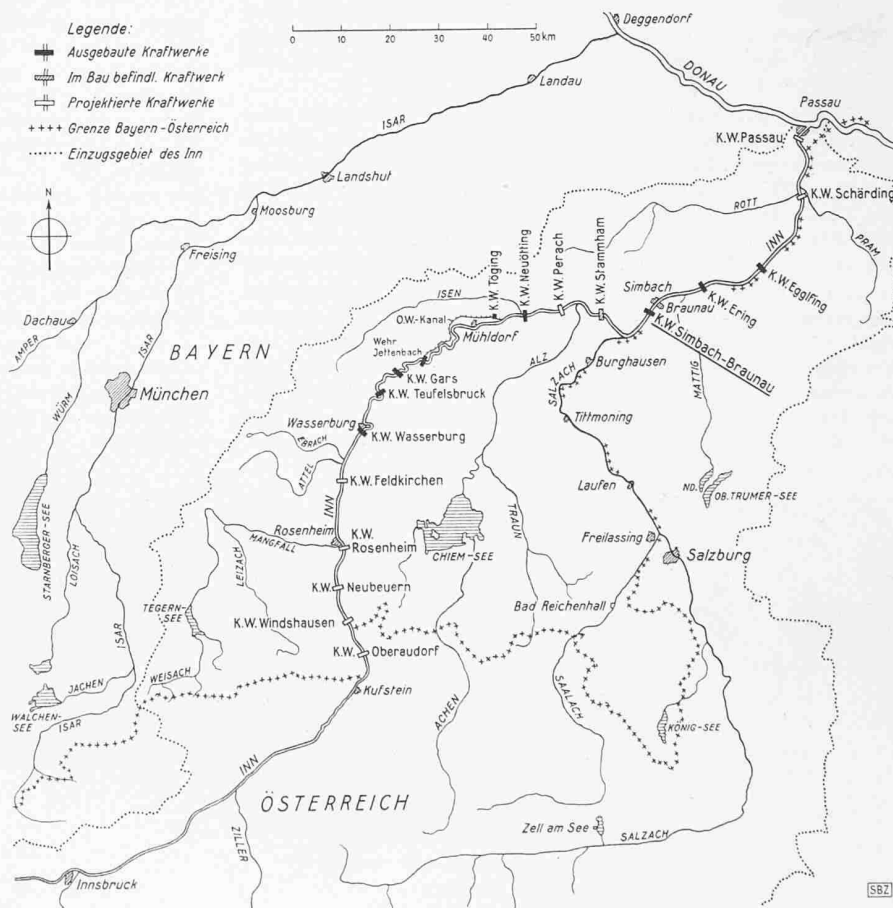 Legende:
Ausgebaute Kraftwerke
Im Bau befindl. Kraftwerk
Projektierte Kraftwerke
Grenze Bayern-Österreich
Einzugsgebiet des Inn
0 10 20 30 40 50 km
N
Deggendorf
DONAU
Passau
K.W. Passau
Landau
ISAR
Landshut
Moosburg
Freising
K.W. Schärding
ROTT
PRAM
INN
K.W. Egglfing
K.W. Ering
Simbach
Braunau
K.W. Simbach-Braunau
K.W. Stammham
K.W. Perach
K.W. Neuötting
K.W. Töging
ISEN
O.W.-Kanal
Mühldorf
Wehr
Jettenbach
K.W. Gars
K.W. Teufelsbruck
Dachau
AMPER
ISAR
BAYERN
München
WÜRM
Wasserburg
K.W. Wasserburg
EBRACH
ATTEL
K.W. Feldkirchen
INN
ALZ
SALZACH
Burghausen
MATTIG
Tittmoning
ND.
OB. TRUMER-SEE
Laufen
STARNBERGER-SEE
LOISACH
Rosenheim
MANGFALL
K.W.
Rosenheim
LEIZACH
CHIEM-SEE
TRAUN
Freilassing
Salzburg
K.W. Neubeuern
Bad Reichenhall
TEGERN-
SEE
K.W. Windshausen
K.W. Oberaudorf
ISAR
WEISACH
Kufstein
JACHEN
WALCHEN-
SEE
ISAR
ACHEN
SAALACH
KÖNIG-SEE
INN
ÖSTERREICH
ZILLER
Zell am See
SALZACH
Innsbruck
SBZ